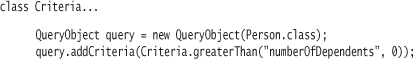 class Criteria...
QueryObject query = new QueryObject(Person.class);
query.addCriteria(Criteria.greaterThan("numberOfDependents", 0));